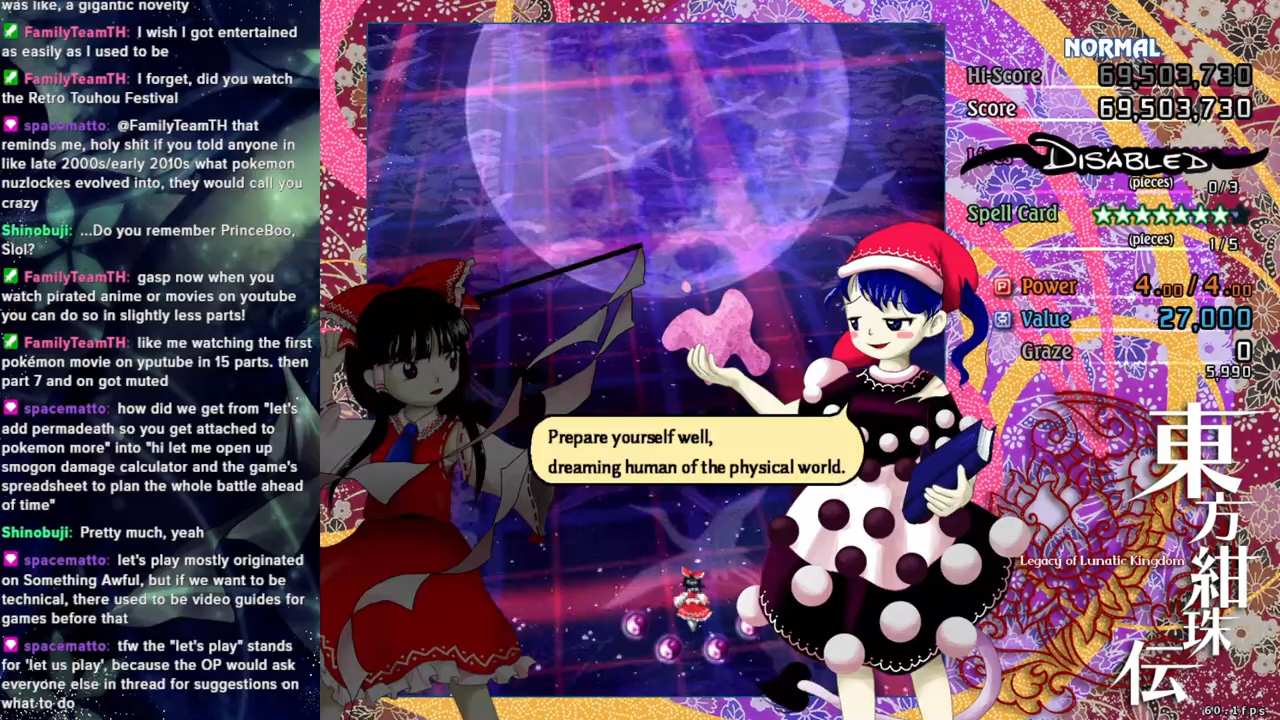 was like, a gigantic novelty
FamilyTeamTH: I wish I got entertained
as easily as I used to be
FamilyTeamTH: I forget, did you watch
the Retro Touhou Festival
spacematto: @FamilyTeamTH that
reminds me, holy shit if you told anyone in
like late 2000s/early 2010s what pokemon
nuzlockes evolved into, they would call you
crazy
Shinobuji: ...Do you remember PrinceBoo,
Slol?
FamilyTeamTH: gasp now when you
watch pirated anime or movies on youtube
you can do so in slightly less parts!
FamilyTeamTH: like me watching the first
pokémon movie on yputube in 15 parts. then
part 7 and on got muted
spacematto: how did we get from "let's
add permadeath so you get attached to
pokemon more" into "hi let me open up
smogon damage calculator and the game's
spreadsheet to plan the whole battle ahead
of time"
Shinobuji: Pretty much, yeah
spacematto: let's play mostly originated
on Something Awful, but if we want to be
technical, there used to be video guides for
games before that
spacematto: tfw the "let's play" stands
for 'let us play', because the OP would ask
everyone else in thread for suggestions on
what to do
Prepare yourself well,
dreaming human of the physical world.
NORMAL
Hi-Score 69,503,730
Score 69,503,730
DISABLED
(pieces) 0/3
Spell Card
(pieces) 1/5
P Power 4.00/4.00
Value 27,000
Graze 0
5,990
東方紺珠伝
Legacy of Lunatic Kingdom
60.1fps